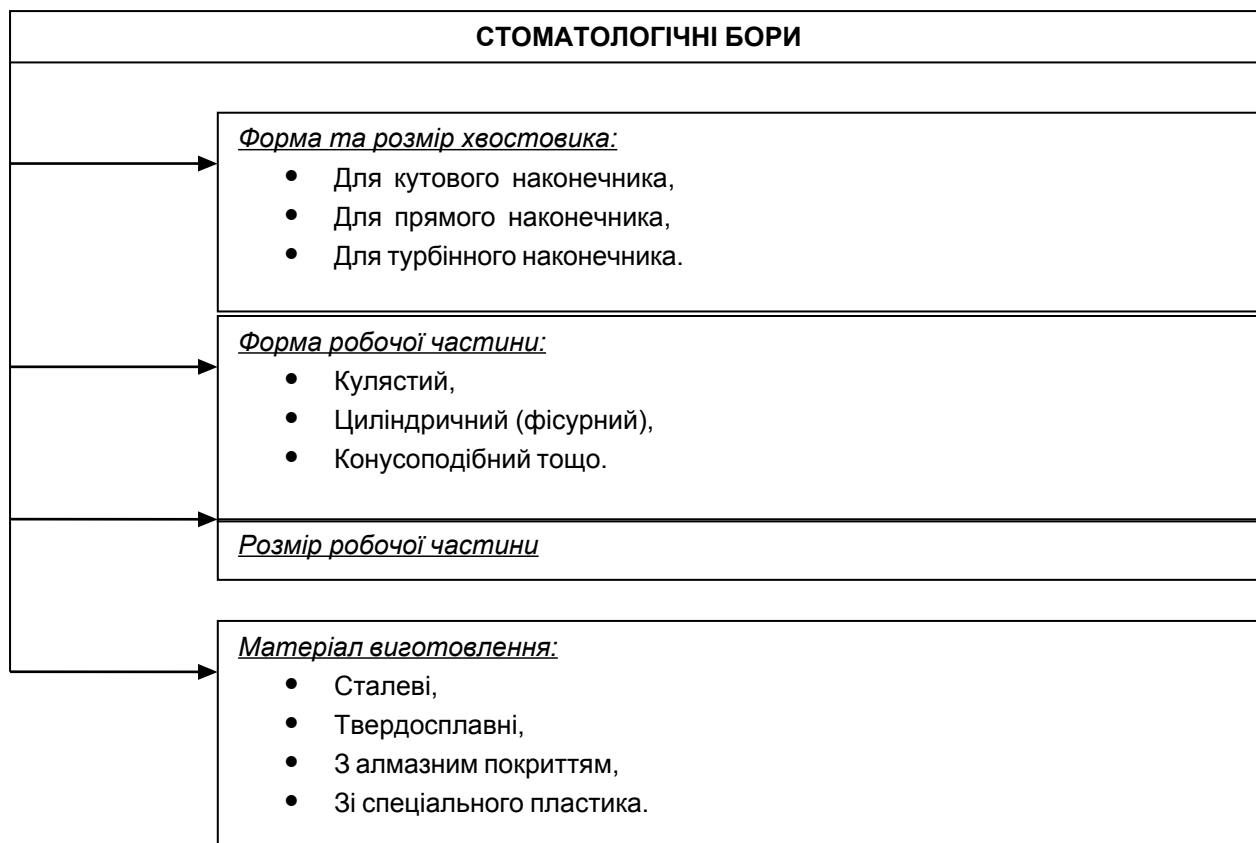 СТОМАТОЛОГІЧНІ БОРИ
Форма та розмір хвостовика:
• Для кутового наконечника,
• Для прямого наконечника,
• Для турбінного наконечника.
Форма робочої частини:
• Кулястий,
• Циліндричний (фісурний),
• Конусоподібний тощо.
Розмір робочої частини
Матеріал виготовлення:
• Сталеві,
• Твердосплавні,
• З алмазним покриттям,
• Зі спеціального пластика.